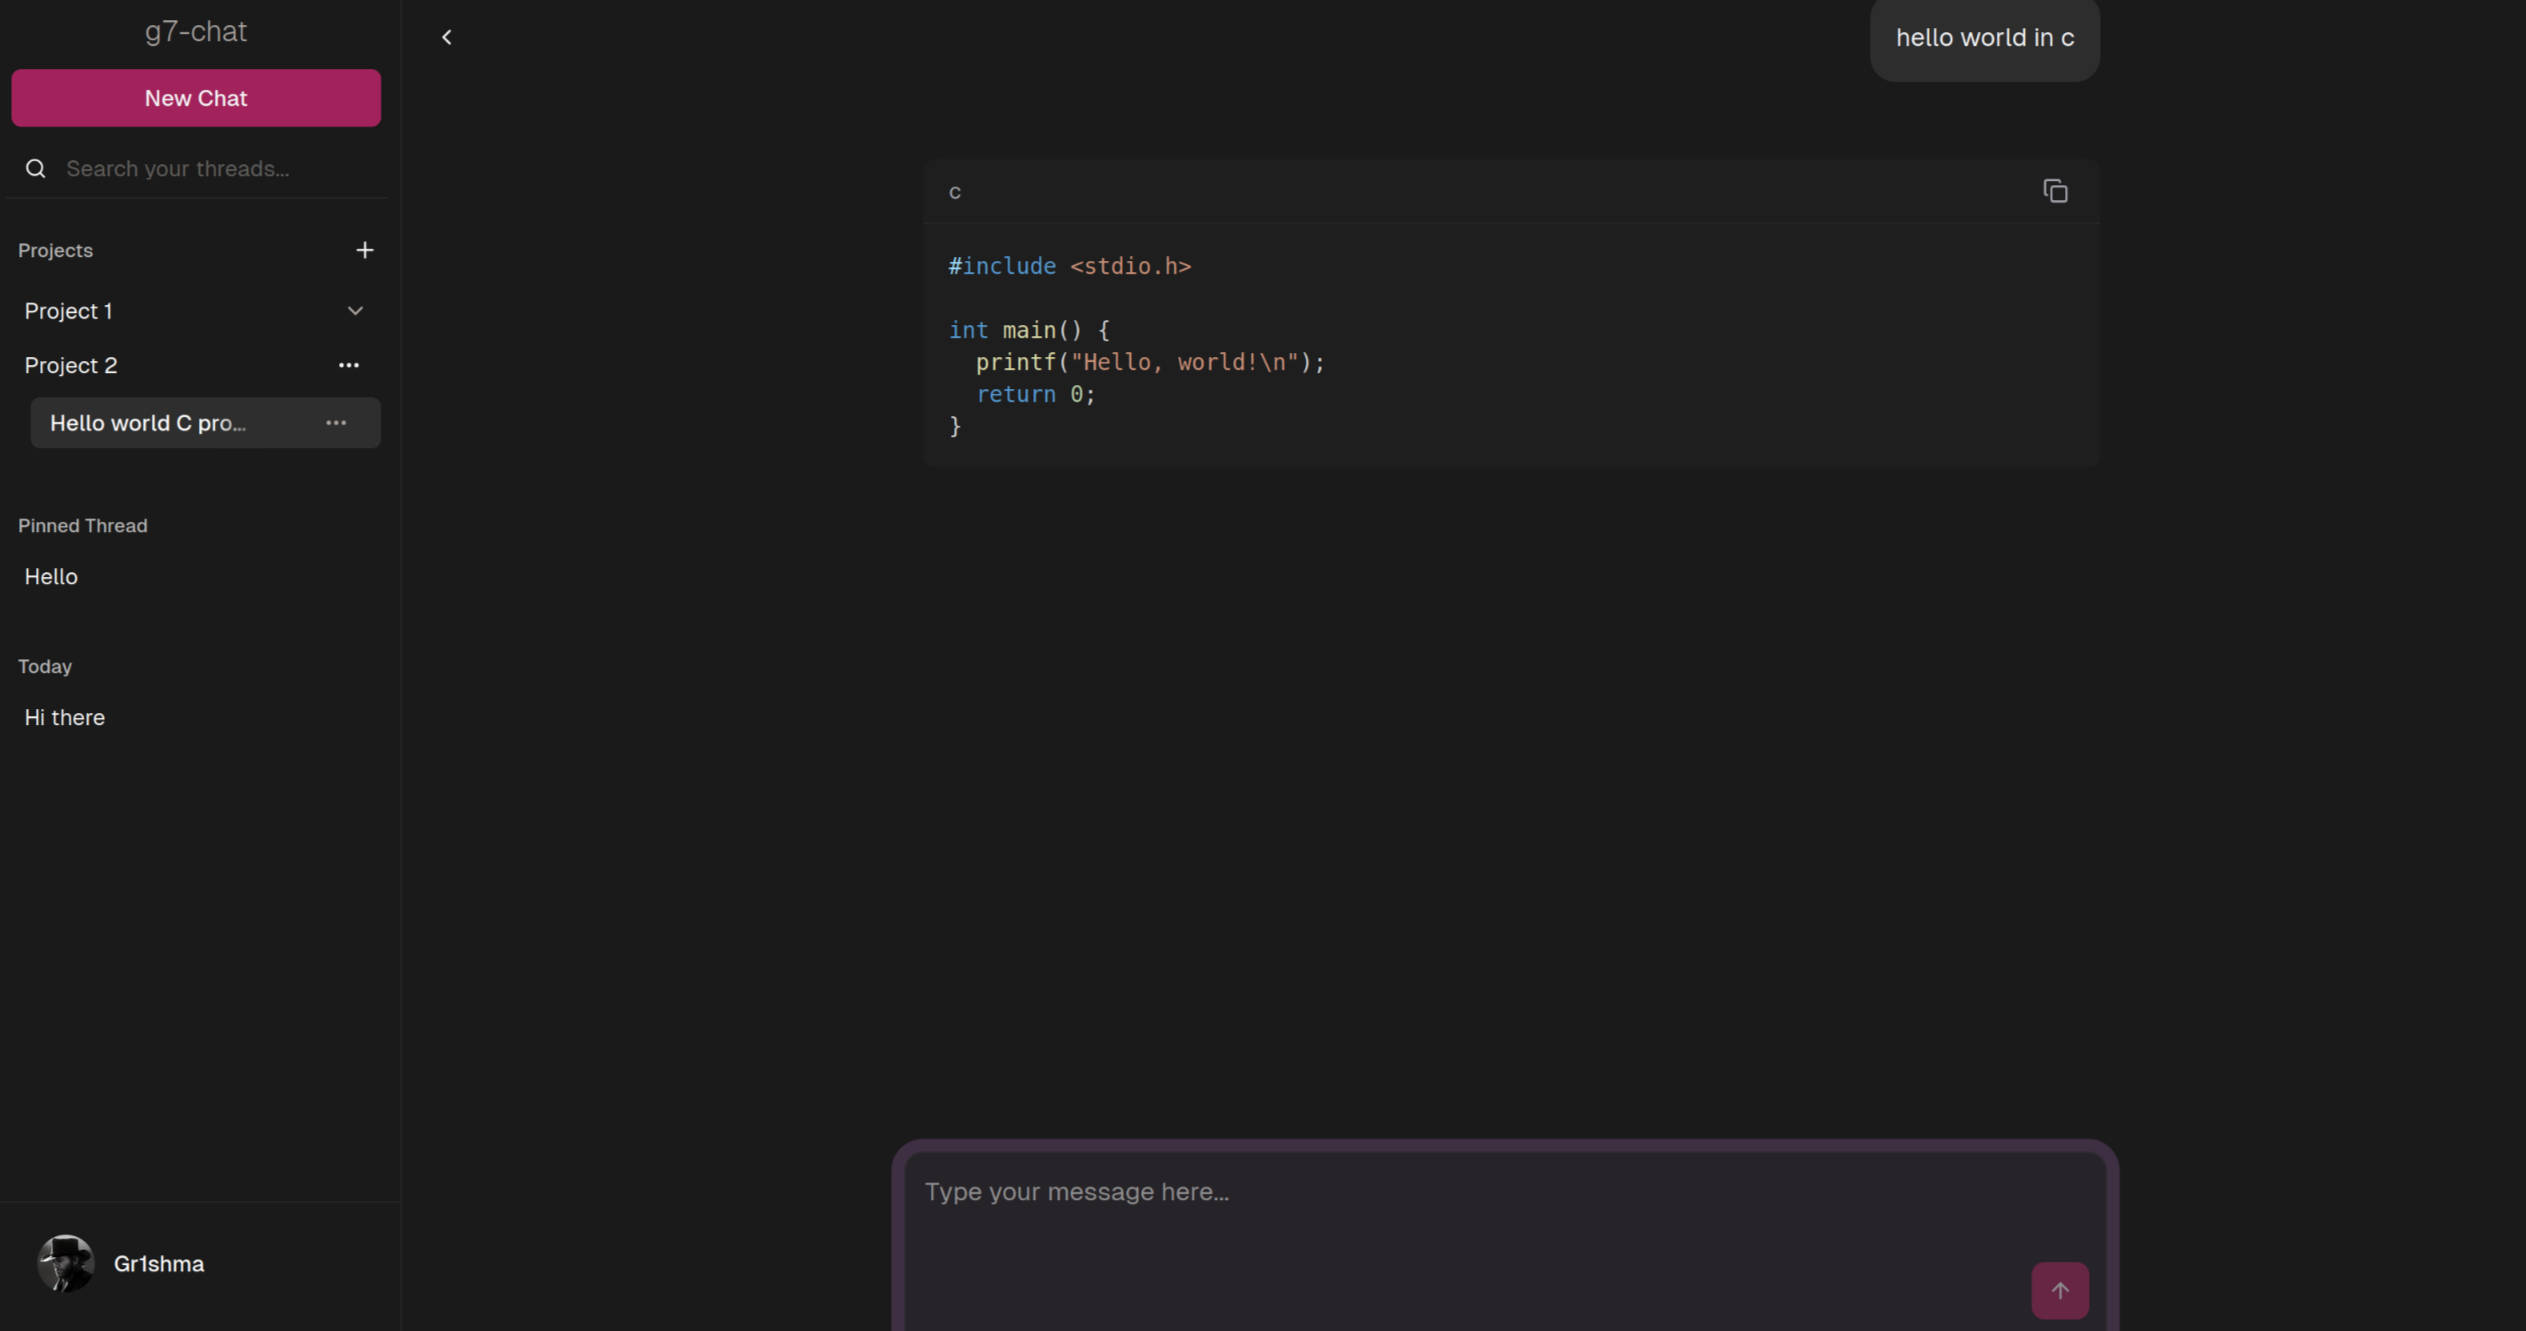 g7-chat
New Chat
Search your threads...
Projects
Project 1
Project 2
Hello world C pro...
Pinned Thread
Hello
Today
Hi there
Gr1shma
hello world in c
c
#include <stdio.h>
int main() {
  printf("Hello, world!\n");
  return 0;
}
Type your message here...